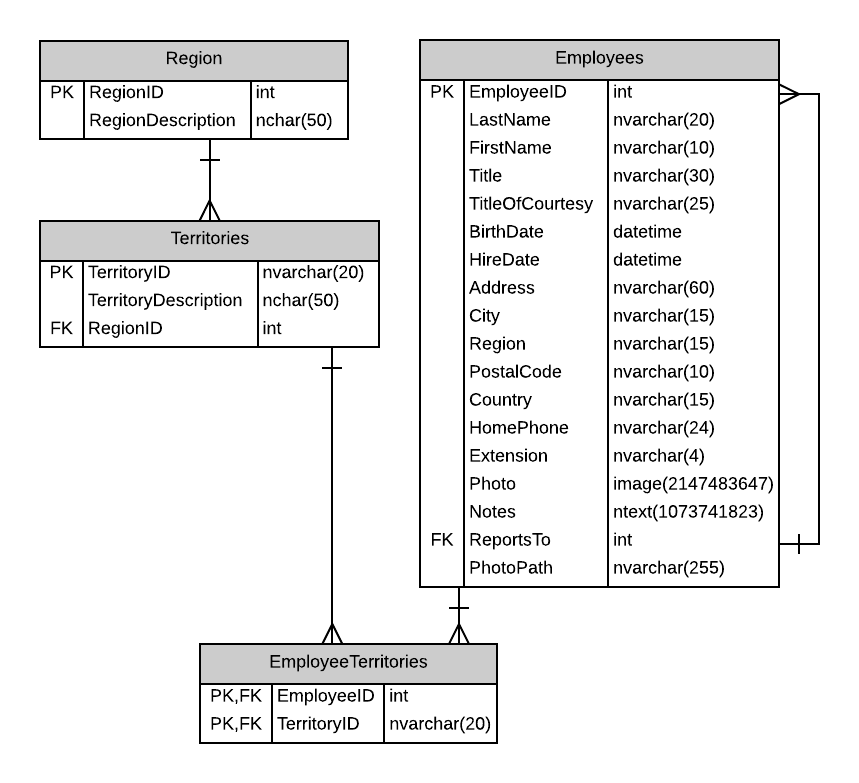 Region
PK RegionID int
RegionDescription nchar(50)
Territories
PK TerritoryID nvarchar(20)
TerritoryDescription nchar(50)
FK RegionID int
Employees
PK EmployeeID int
LastName nvarchar(20)
FirstName nvarchar(10)
Title nvarchar(30)
TitleOfCourtesy nvarchar(25)
BirthDate datetime
HireDate datetime
Address nvarchar(60)
City nvarchar(15)
Region nvarchar(15)
PostalCode nvarchar(10)
Country nvarchar(15)
HomePhone nvarchar(24)
Extension nvarchar(4)
Photo image(2147483647)
Notes ntext(1073741823)
FK ReportsTo int
PhotoPath nvarchar(255)
EmployeeTerritories
PK,FK EmployeeID int
PK,FK TerritoryID nvarchar(20)